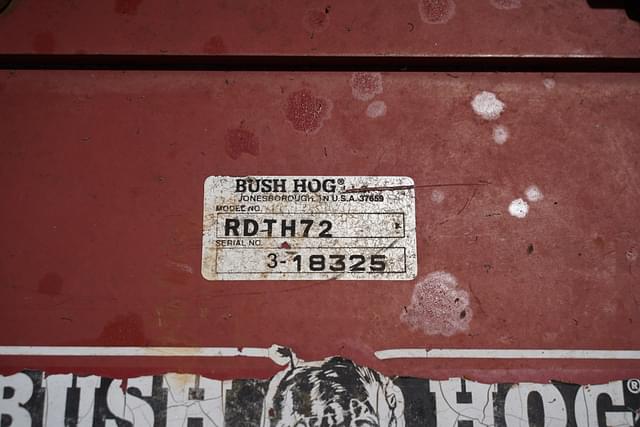 BUSH HOG®
JONESBOROUGH, TN U.S.A. 37659
MODEL NO.
RDTH72
SERIAL NO.
3-18325
BUSH HOG®